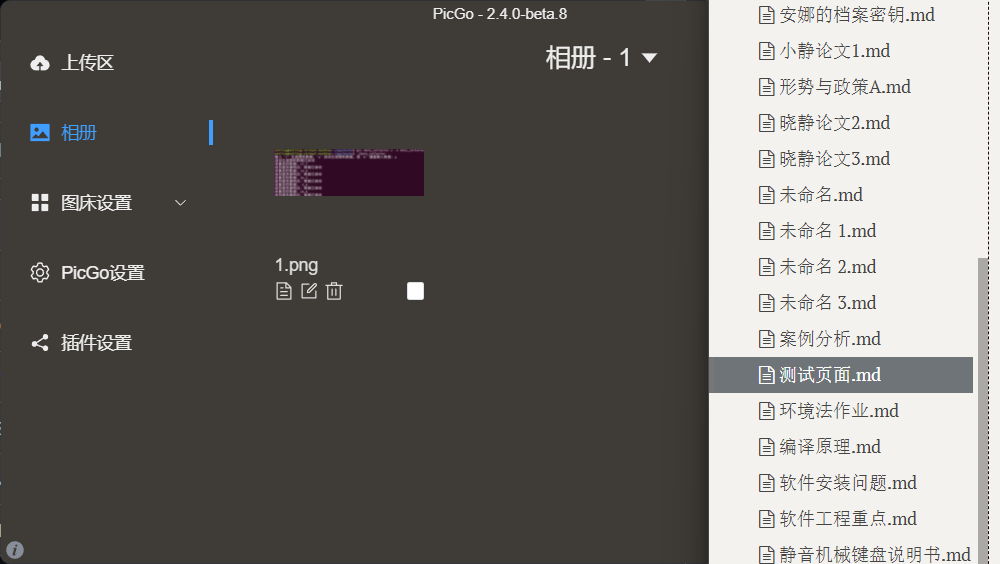 PicGo - 2.4.0-beta.8
上传区
相册
图床设置
PicGo设置
插件设置
相册 - 1
1.png
安娜的档案密钥.md
小静论文1.md
形势与政策A.md
晓静论文2.md
晓静论文3.md
未命名.md
未命名 1.md
未命名 2.md
未命名 3.md
案例分析.md
测试页面.md
环境法作业.md
编译原理.md
软件安装问题.md
软件工程重点.md
静音机械键盘说明书.md